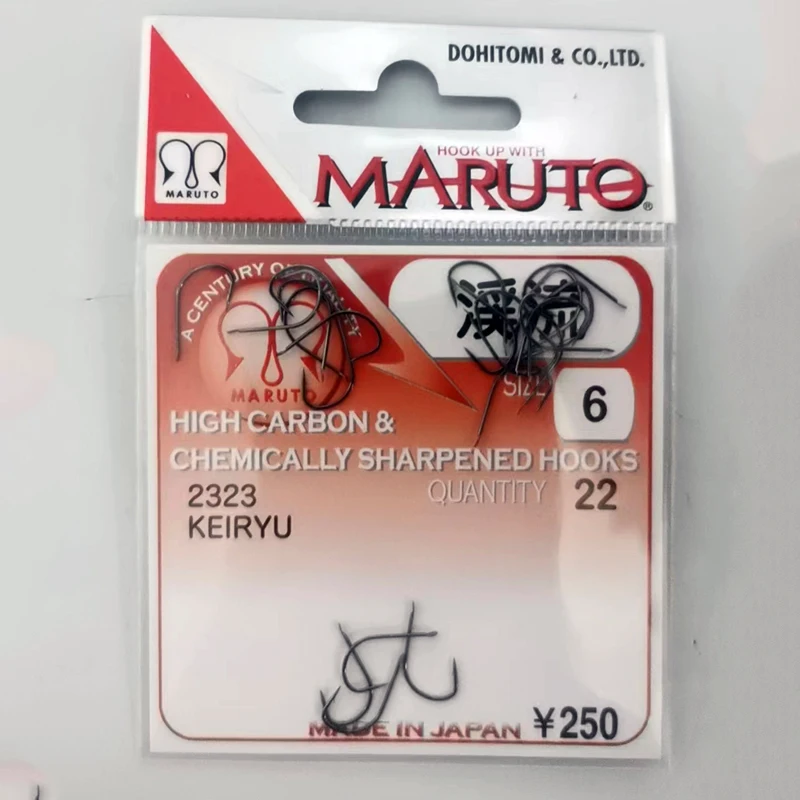 DOHITOMI & CO.,LTD.
HOOK UP WITH
MARUTO®
MARUTO
A CENTURY OF QUALITY
MARUTO
渓流
SIZE 6
HIGH CARBON &
CHEMICALLY SHARPENED HOOKS
2323
QUANTITY 22
KEIRYU
MADE IN JAPAN ¥250